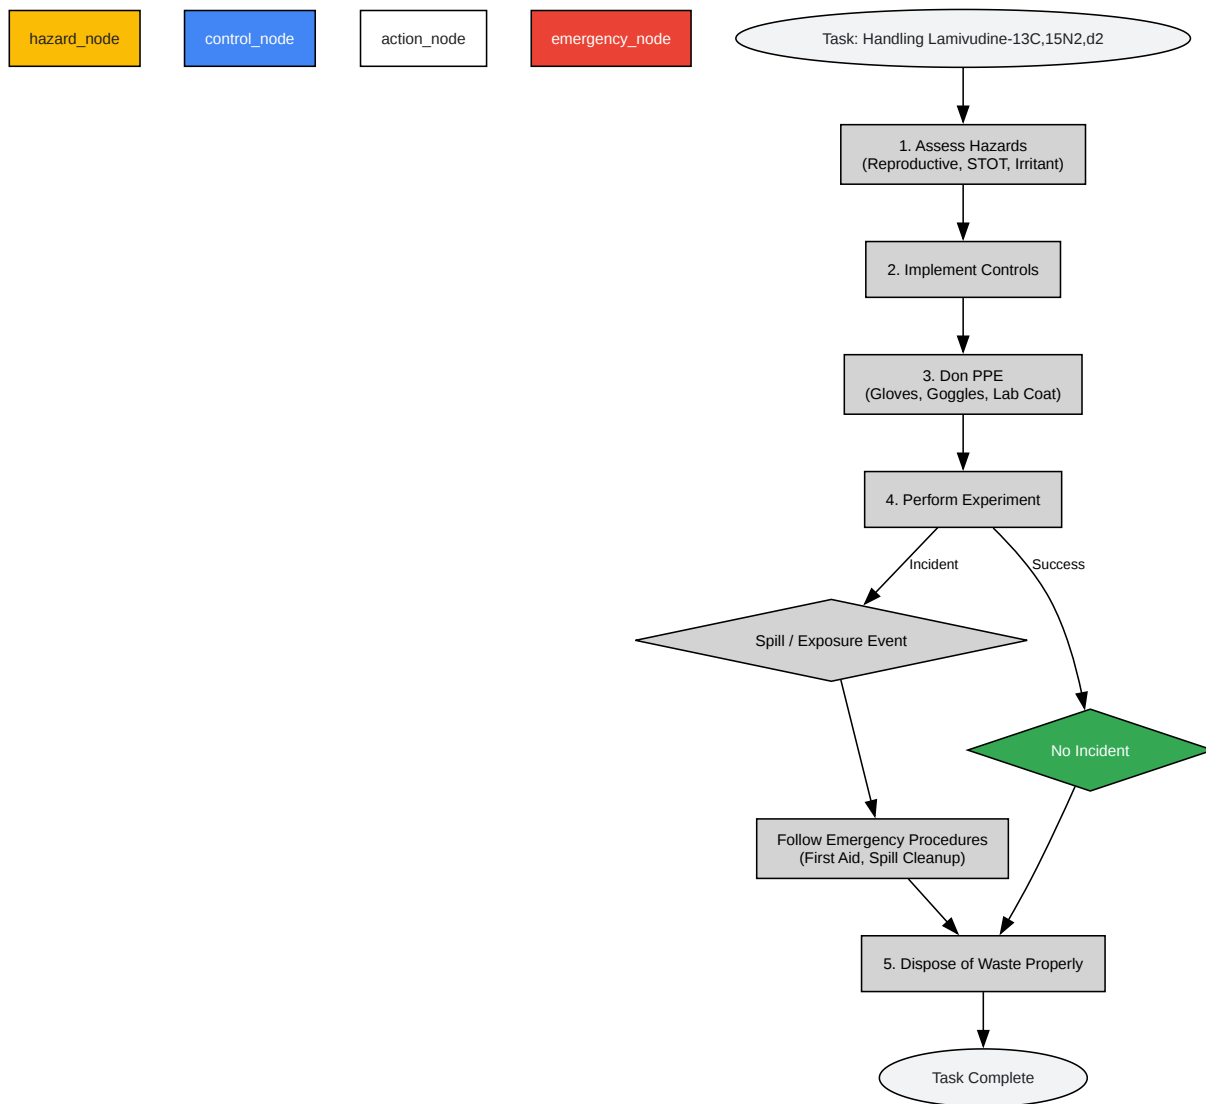 hazard_node
control_node
action_node
emergency_node
Task: Handling Lamivudine-13C,15N2,d2
1. Assess Hazards
(Reproductive, STOT, Irritant)
2. Implement Controls
3. Don PPE
(Gloves, Goggles, Lab Coat)
4. Perform Experiment
Incident
Success
Spill / Exposure Event
No Incident
Follow Emergency Procedures
(First Aid, Spill Cleanup)
5. Dispose of Waste Properly
Task Complete